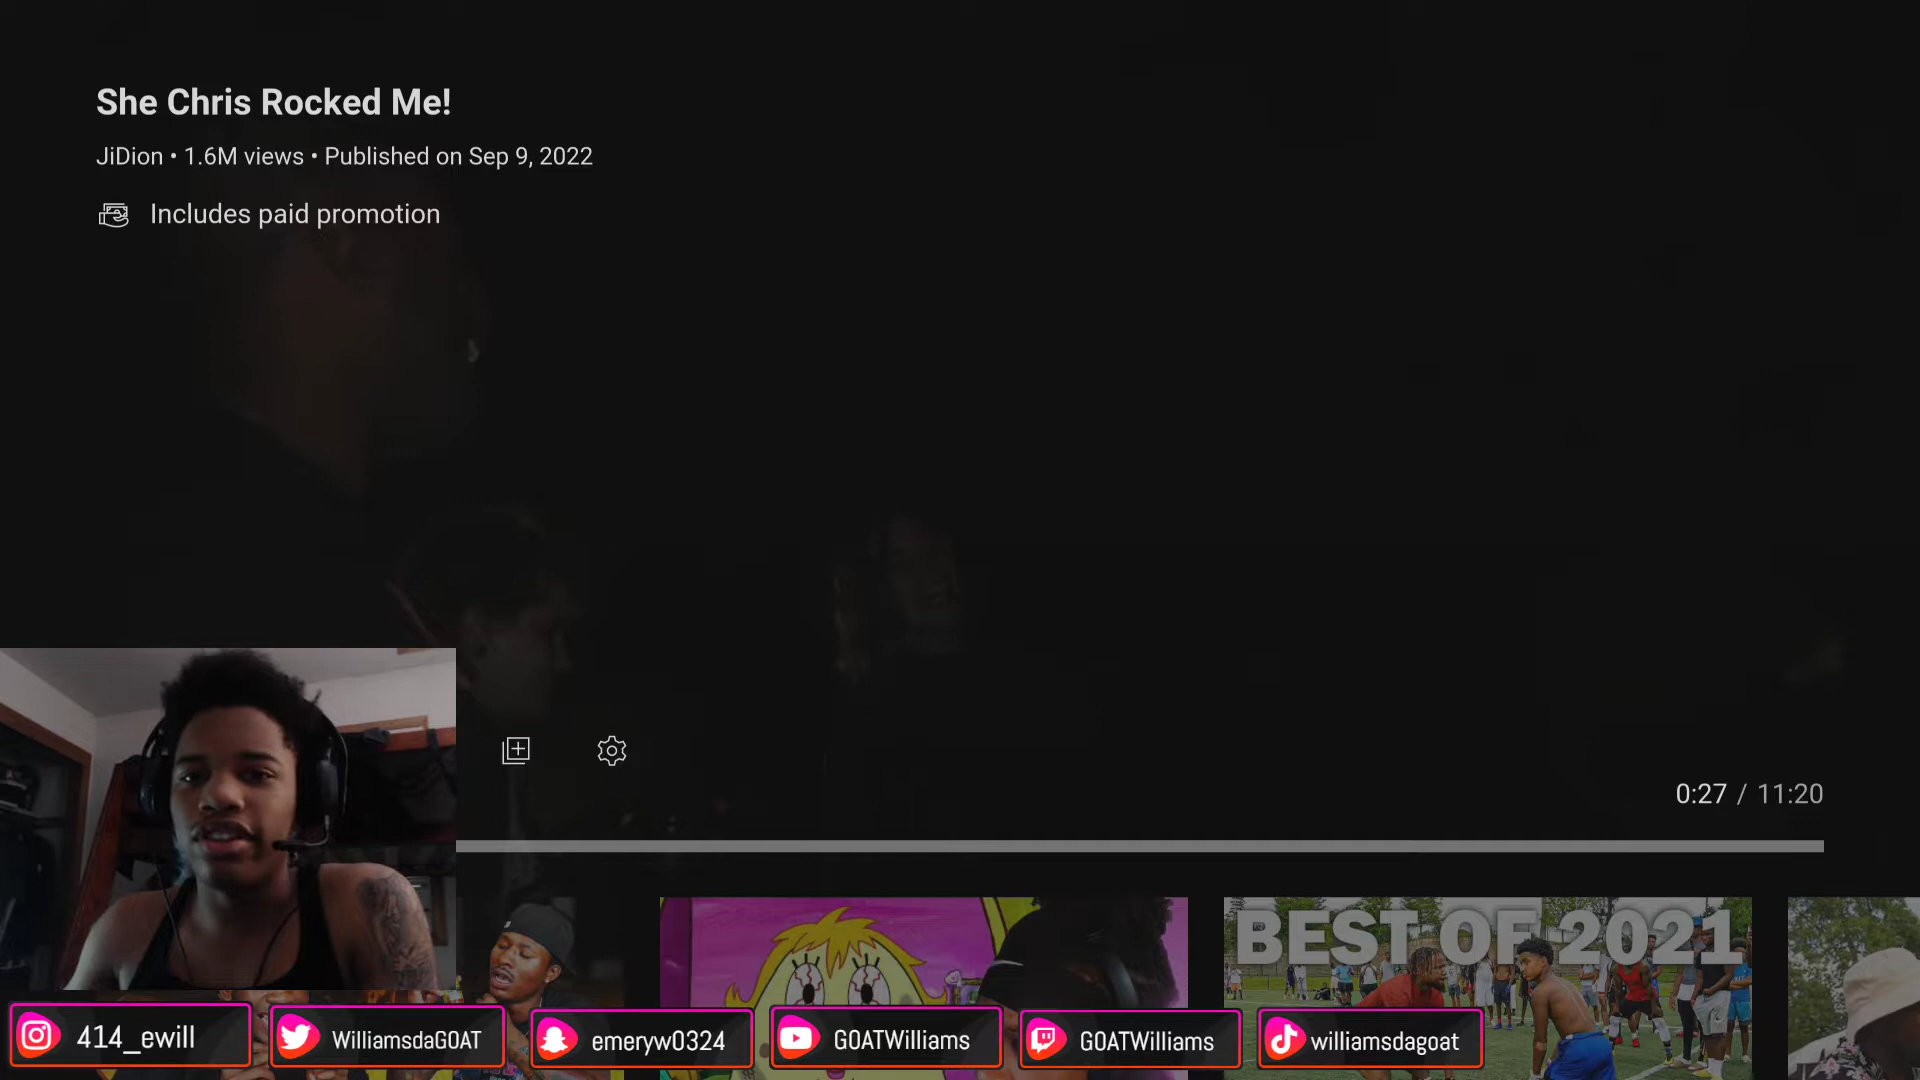 She Chris Rocked Me!
JiDion • 1.6M views • Published on Sep 9, 2022
Includes paid promotion
0:27 / 11:20
BEST OF 2021
414_ewill
WilliamsdaGOAT
emeryw0324
GOATWilliams
GOATWilliams
williamsdagoat